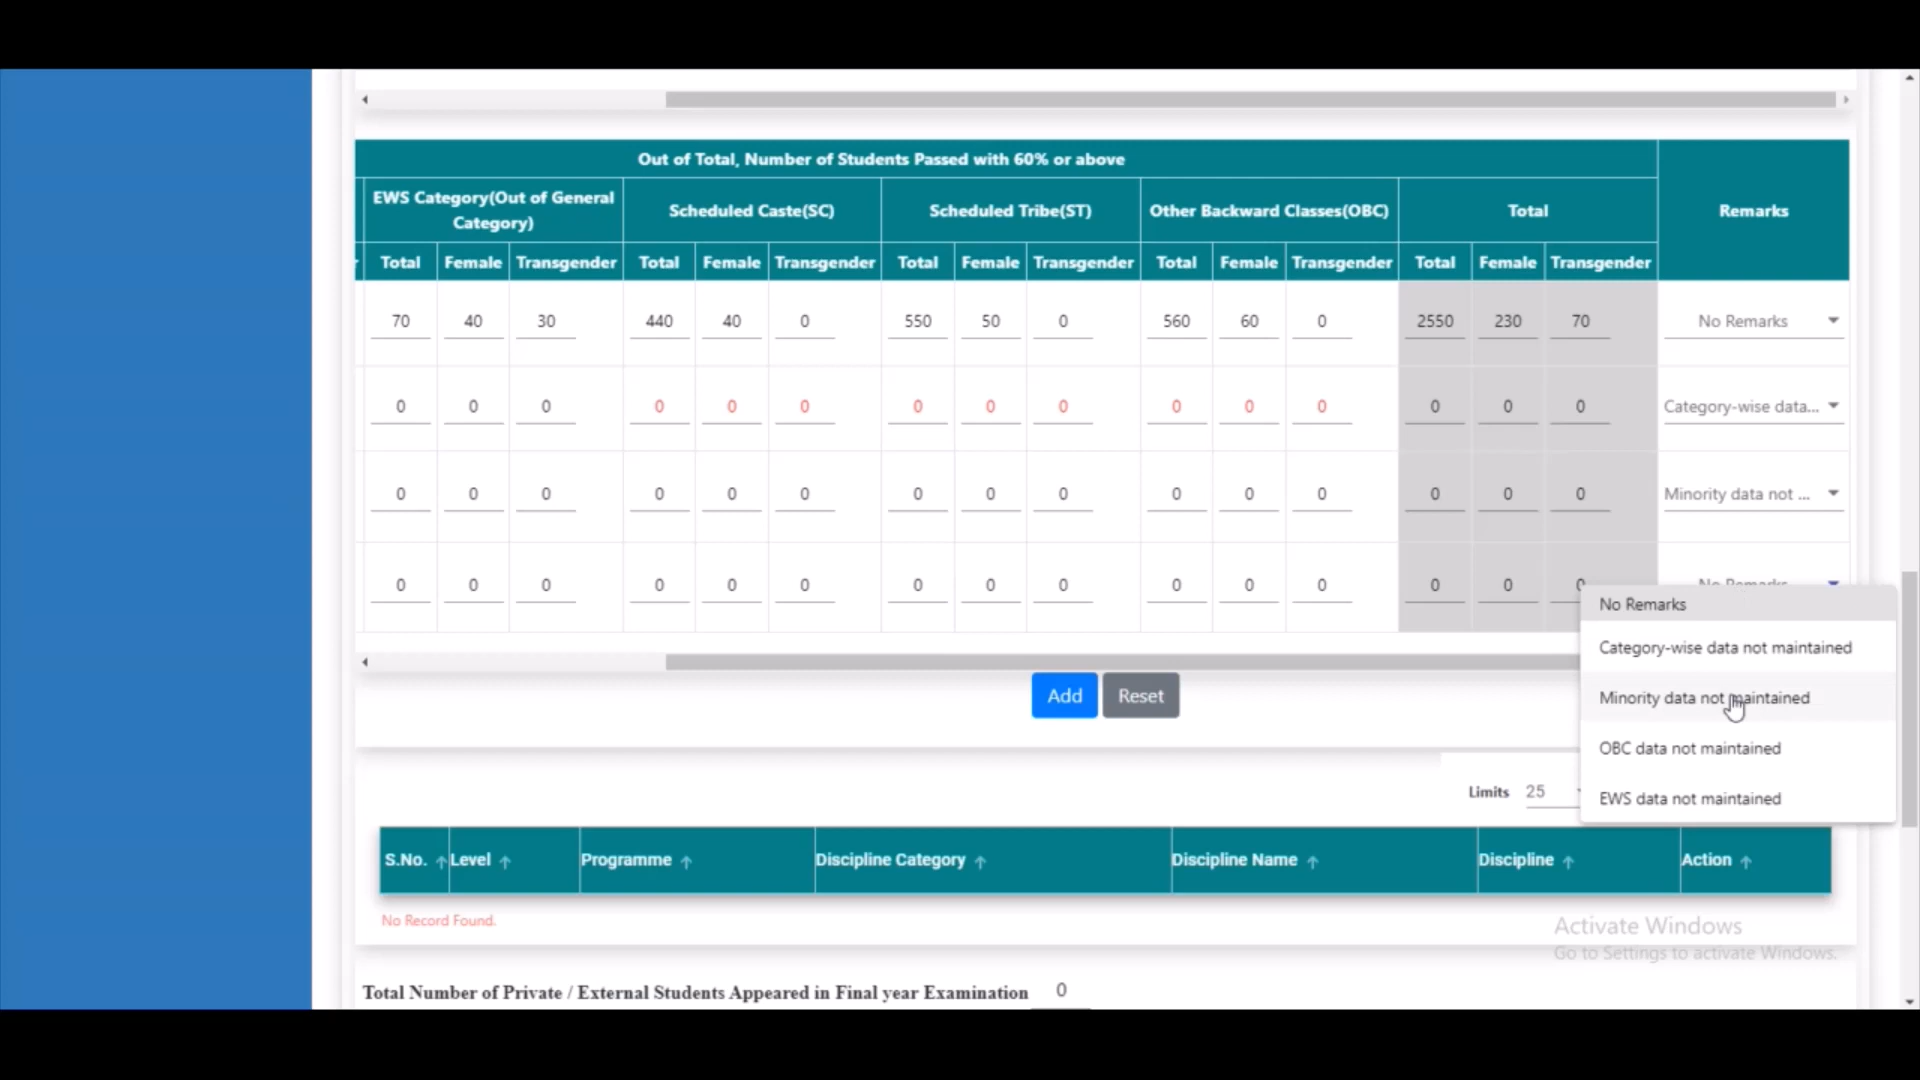 Out of Total, Number of Students Passed with 60% or above
EWS Category(Out of General Category) Scheduled Caste(SC) Scheduled Tribe(ST) Other Backward Classes(OBC) Total Remarks
Total Female Transgender Total Female Transgender Total Female Transgender Total Female Transgender Total Female Transgender
70 40 30 440 40 0 550 50 0 560 60 0 2550 230 70 No Remarks
0 0 0 0 0 0 0 0 0 0 0 0 0 0 0 Category-wise data...
0 0 0 0 0 0 0 0 0 0 0 0 0 0 0 Minority data not ...
0 0 0 0 0 0 0 0 0 0 0 0 0 0 0 No Remarks
No Remarks
Category-wise data not maintained
Minority data not maintained
OBC data not maintained
EWS data not maintained
Add Reset
Limits 25
S.No. Level Programme Discipline Category Discipline Name Discipline Action
No Record Found.
Activate Windows
Go to Settings to activate Windows.
Total Number of Private / External Students Appeared in Final year Examination 0